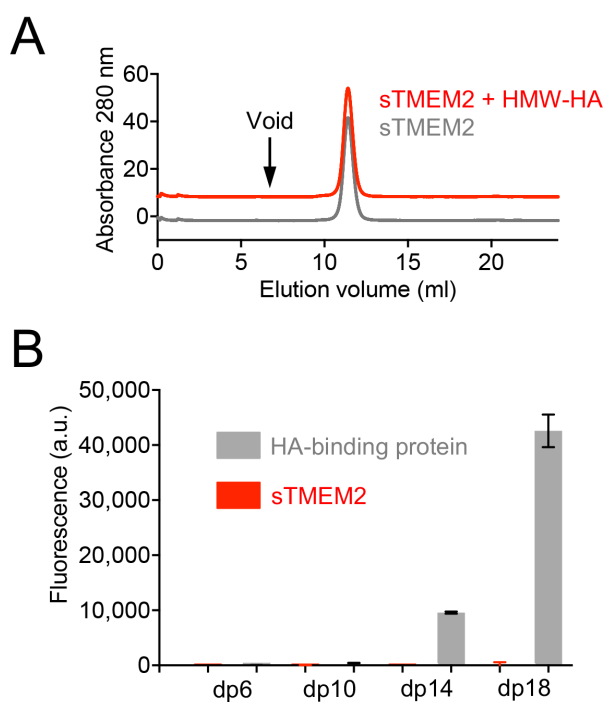 A
Absorbance 280 nm
60
40
20
0
Void
sTMEM2 + HMW-HA
sTMEM2
0
5
10
15
20
Elution volume (ml)
B
Fluorescence (a.u.)
50,000
40,000
30,000
20,000
10,000
0
HA-binding protein
sTMEM2
dp6
dp10
dp14
dp18